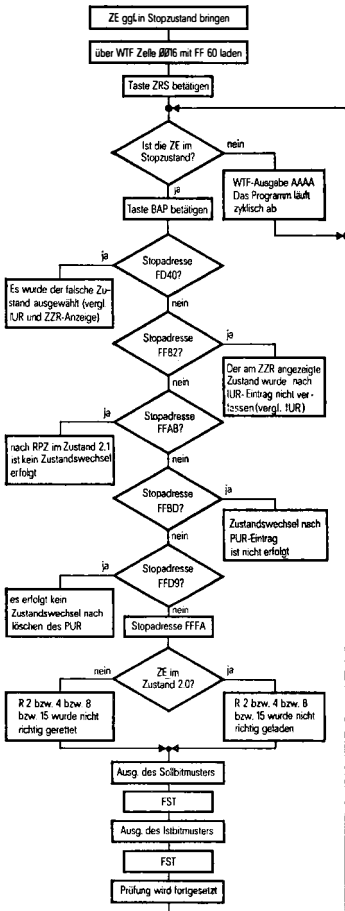 ZE ggf. in Stopzustand bringen
über WTF Zelle ØØ16 mit FF 60 laden
Taste ZRS betätigen
Ist die ZE im
Stopzustand?
nein
ja
WTF-Ausgabe AAAA
Das Programm läuft
zyklisch ab
Taste BAP betätigen
Stopadresse
FD40?
ja
nein
Es wurde der falsche Zu-
stand ausgewählt (vergl.
IUR und ZZR-Anzeige)
Stopadresse
FF82?
ja
nein
Der am ZZR angezeigte
Zustand wurde nach
IUR-Eintrag nicht ver-
lassen (vergl. IUR)
Stopadresse
FFAB?
ja
nein
nach RPZ im Zustand 2.1
ist kein Zustandswechsel
erfolgt
Stopadresse
FFBD?
ja
nein
Zustandswechsel nach
PUR-Eintrag
ist nicht erfolgt
Stopadresse
FFD9?
ja
nein
es erfolgt kein
Zustandswechsel nach
löschen des PUR
Stopadresse FFFA
ZE im
Zustand 2.0?
nein
ja
R 2 bzw. 4 bzw. 8
bzw. 15 wurde nicht
richtig gerettet
R 2 bzw. 4 bzw. 8
bzw. 15 wurde nicht
richtig geladen
Ausg. des Sollbitmusters
FST
Ausg. des Istbitmusters
FST
Prüfung wird fortgesetzt